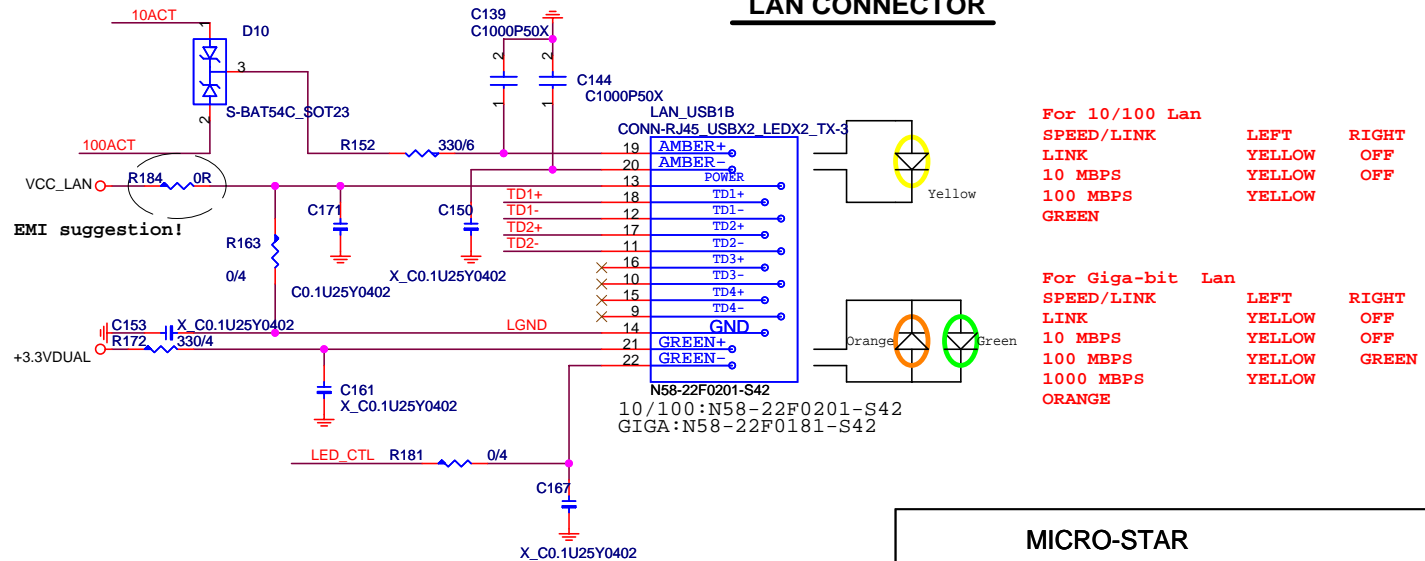 LAN CONNECTOR
10ACT
1
D10
3
S-BAT54C_SOT23
2
100ACT
C139
C1000P50X
2
2
C144
C1000P50X
1
1
LAN_USB1B
CONN-RJ45_USBX2_LEDX2_TX-3
R152
330/6
19
AMBER+
20
AMBER-
VCC_LAN
R184
0R
13
POWER
TD1+
18
TD1+
TD1-
12
TD1-
TD2+
17
TD2+
TD2-
11
TD2-
16
TD3+
10
TD3-
15
TD4+
9
TD4-
LGND
14
GND
21
GREEN+
22
GREEN-
EMI suggestion!
C171
C150
R163
0/4
C0.1U25Y0402
X_C0.1U25Y0402
C153
X_C0.1U25Y0402
R172
330/4
+3.3VDUAL
C161
X_C0.1U25Y0402
N58-22F0201-S42
10/100:N58-22F0201-S42
GIGA:N58-22F0181-S42
LED_CTL
R181
0/4
C167
X_C0.1U25Y0402
Yellow
Orange
Green
For 10/100 Lan
SPEED/LINK LEFT RIGHT
LINK YELLOW OFF
10 MBPS YELLOW OFF
100 MBPS YELLOW
GREEN
For Giga-bit Lan
SPEED/LINK LEFT RIGHT
LINK YELLOW OFF
10 MBPS YELLOW OFF
100 MBPS YELLOW GREEN
1000 MBPS YELLOW
ORANGE
MICRO-STAR